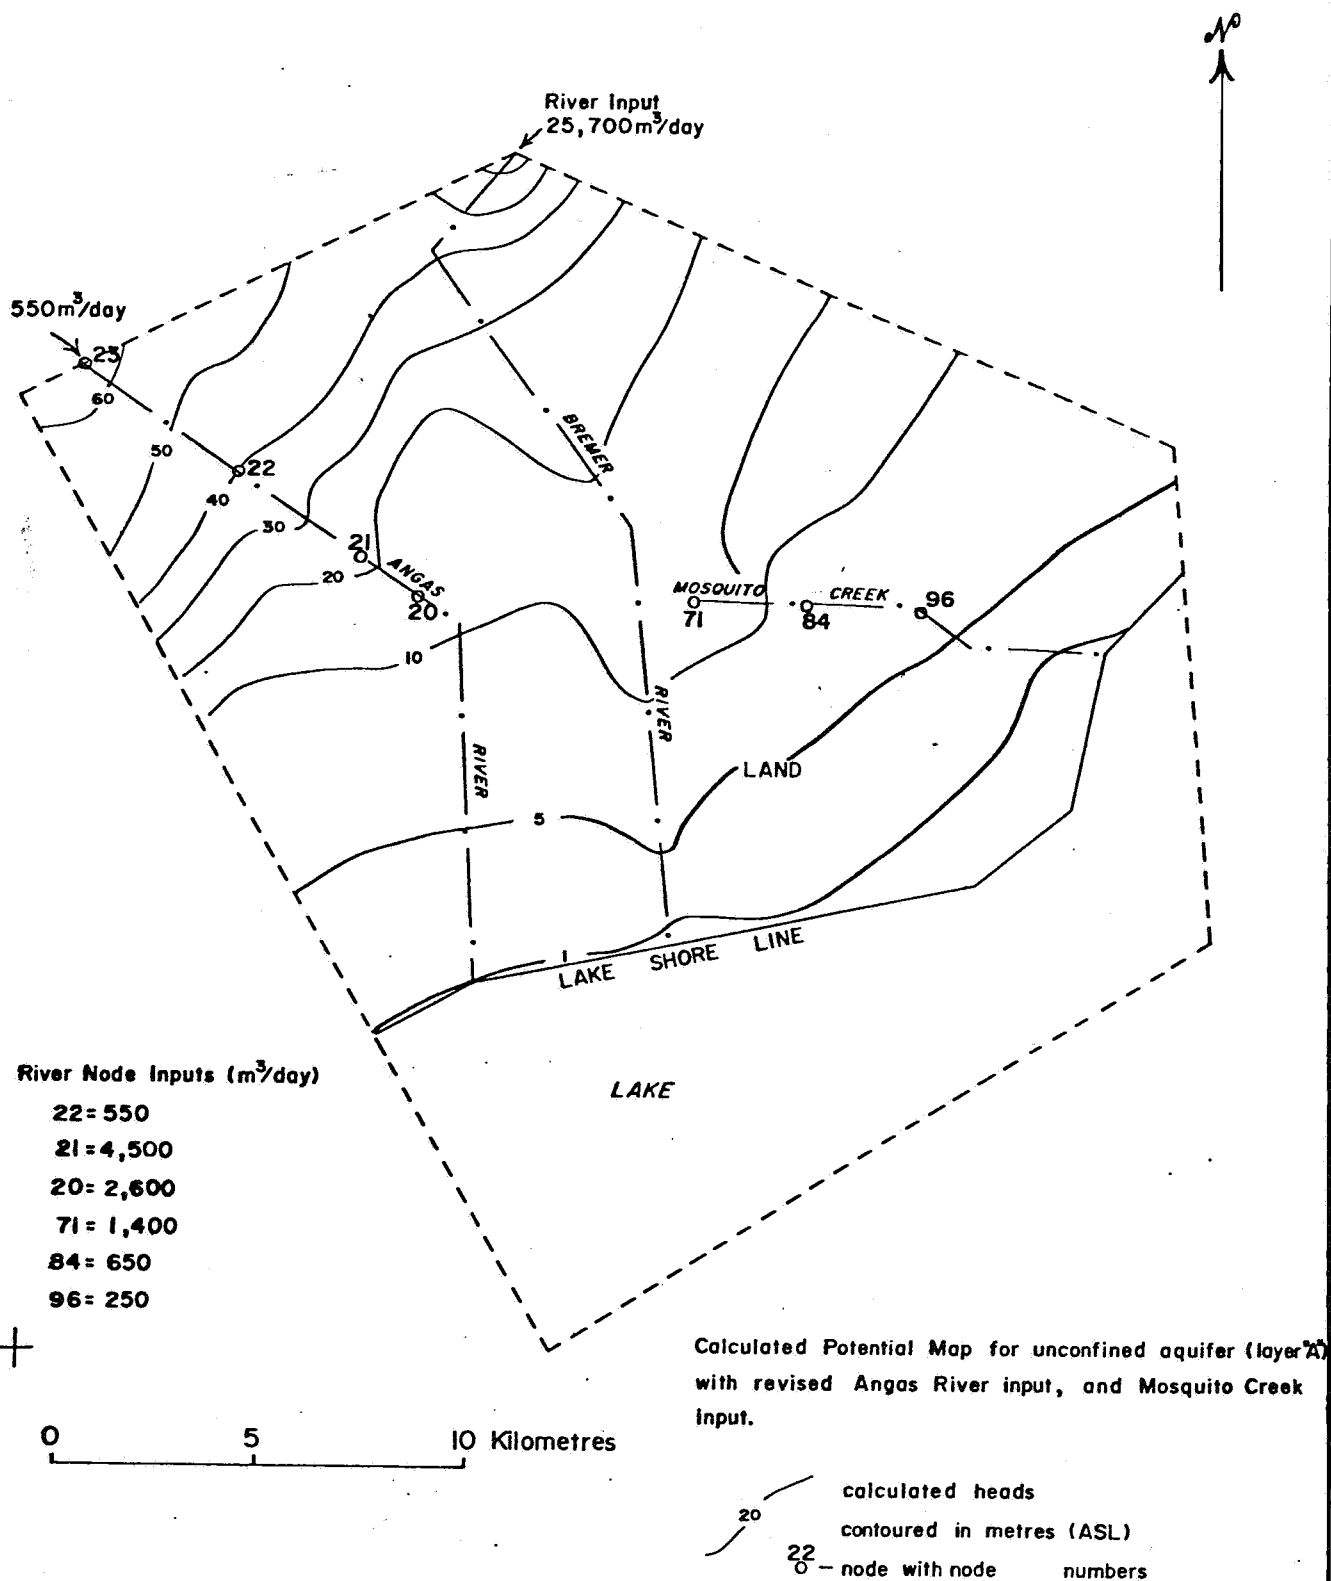 N
River Input
25,700m³/day
550m³/day
23
60
50
22
40
30
21
ANGAS
20
20
BREMER
MOSQUITO CREEK
71
84
96
10
RIVER
RIVER
LAND
5
1
LAKE SHORE LINE
LAKE
River Node Inputs (m³/day)
22= 550
21= 4,500
20= 2,600
71= 1,400
84= 650
96= 250
Calculated Potential Map for unconfined aquifer (layer "A")
with revised Angas River input, and Mosquito Creek
input.
0 5 10 Kilometres
20
calculated heads
contoured in metres (ASL)
22
– node with node numbers